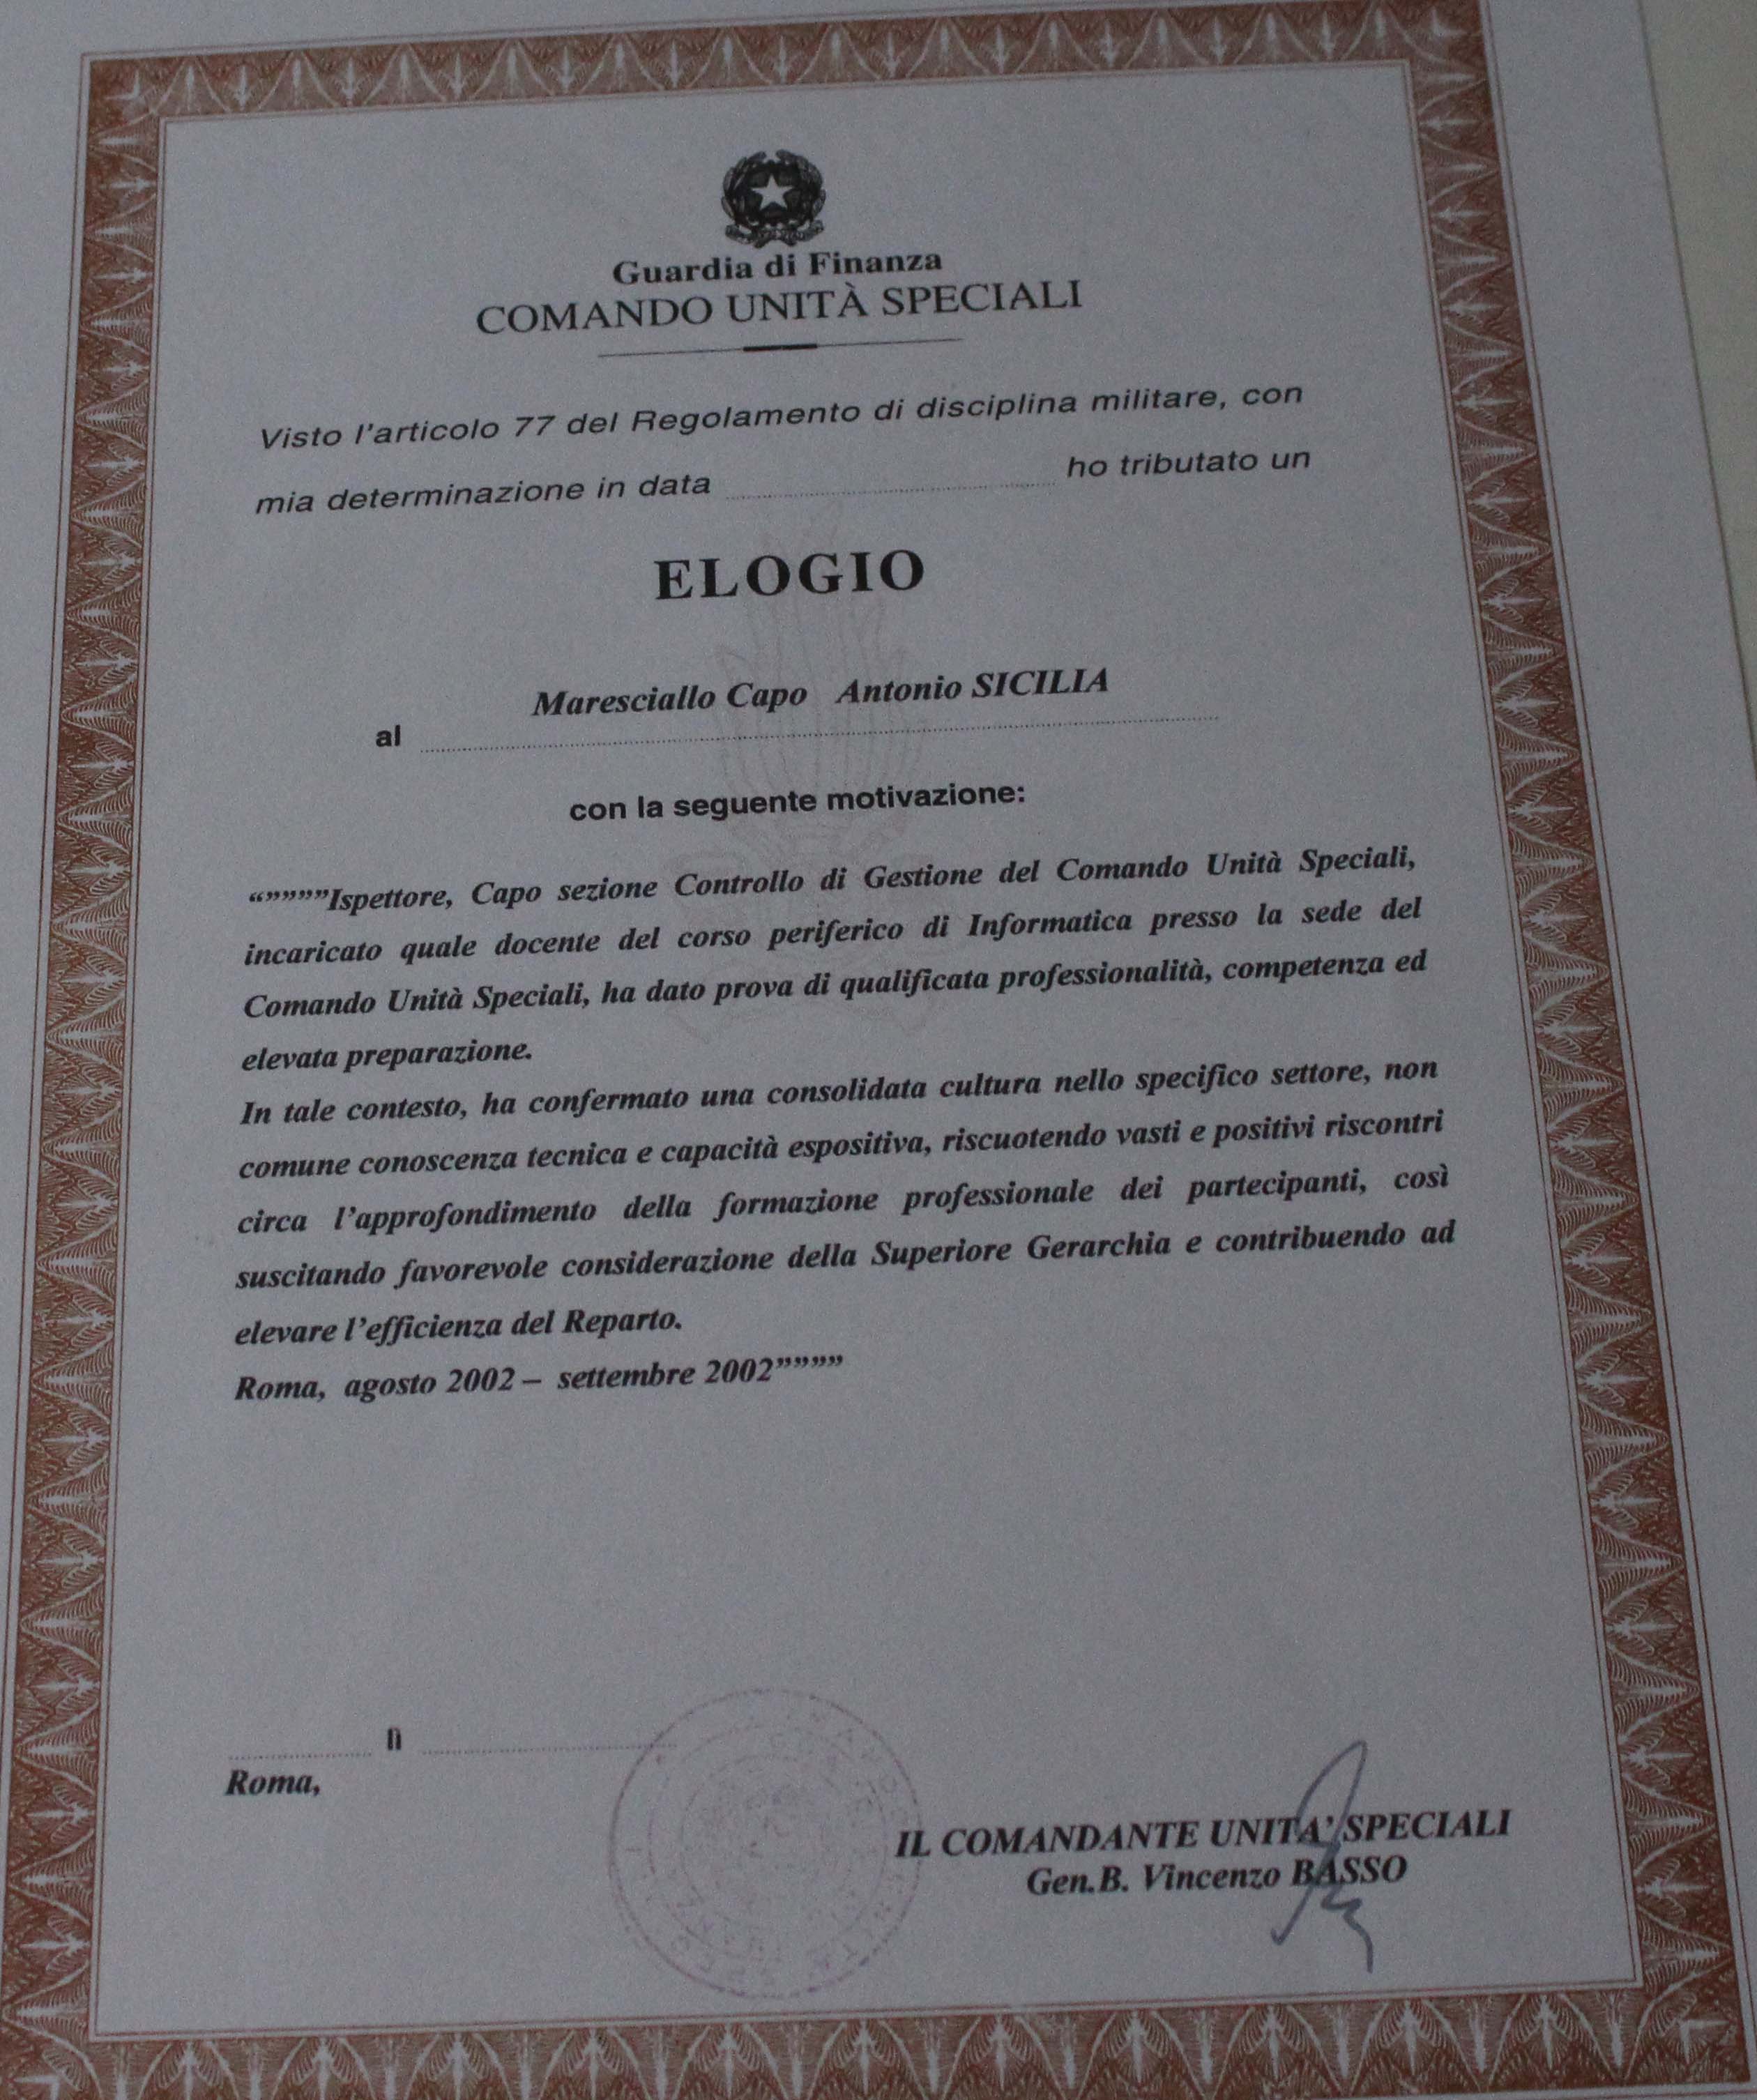 Guardia di Finanza
COMANDO UNITÀ SPECIALI
Visto l'articolo 77 del Regolamento di disciplina militare, con
mia determinazione in data ho tributato un
ELOGIO
Maresciallo Capo Antonio SICILIA
al
con la seguente motivazione:
“””””Ispettore, Capo sezione Controllo di Gestione del Comando Unità Speciali,
incaricato quale docente del corso periferico di Informatica presso la sede del
Comando Unità Speciali, ha dato prova di qualificata professionalità, competenza ed
elevata preparazione.
In tale contesto, ha confermato una consolidata cultura nello specifico settore, non
comune conoscenza tecnica e capacità espositiva, riscuotendo vasti e positivi riscontri
circa l’approfondimento della formazione professionale dei partecipanti, così
suscitando favorevole considerazione della Superiore Gerarchia e contribuendo ad
elevare l’efficienza del Reparto.
Roma, agosto 2002 – settembre 2002”””””
lì
Roma,
IL COMANDANTE UNITA’ SPECIALI
Gen.B. Vincenzo BASSO